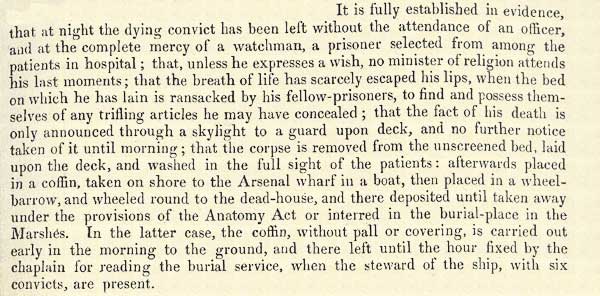 It is fully established in evidence,
that at night the dying convict has been left without the attendance of an officer,
and at the complete mercy of a watchman, a prisoner selected from among the
patients in hospital; that, unless he expresses a wish, no minister of religion attends
his last moments; that the breath of life has scarcely escaped his lips, when the bed
on which he has lain is ransacked by his fellow-prisoners, to find and possess them-
selves of any trifling articles he may have concealed; that the fact of his death is
only announced through a skylight to a guard upon deck, and no further notice
taken of it until morning; that the corpse is removed from the unscreened bed, laid
upon the deck, and washed in the full sight of the patients: afterwards placed
in a coffin, taken on shore to the Arsenal wharf in a boat, then placed in a wheel-
barrow, and wheeled round to the dead-house, and there deposited until taken away
under the provisions of the Anatomy Act or interred in the burial-place in the
Marshes. In the latter case, the coffin, without pall or covering, is carried out
early in the morning to the ground, and there left until the hour fixed by the
chaplain for reading the burial service, when the steward of the ship, with six
convicts, are present.